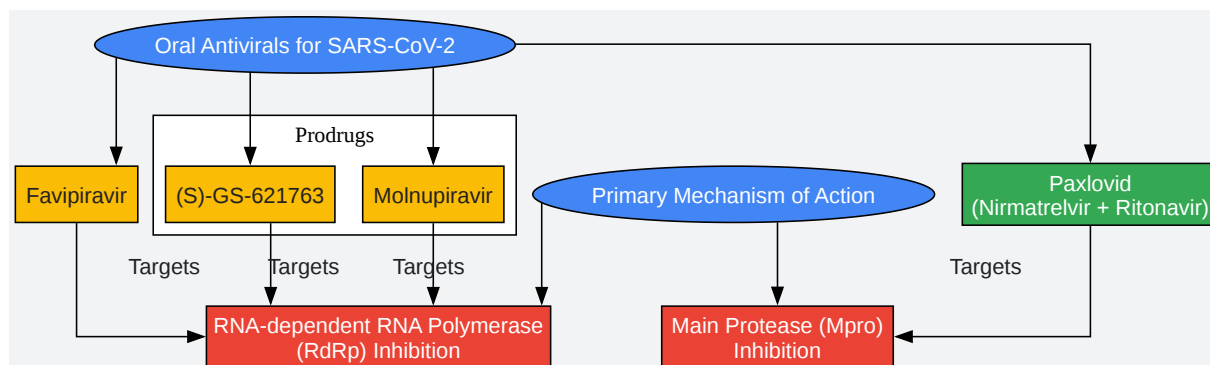 Oral Antivirals for SARS-CoV-2
Prodrugs
Favipiravir
(S)-GS-621763
Molnupiravir
Primary Mechanism of Action
Paxlovid
(Nirmatrelvir + Ritonavir)
Targets
Targets
Targets
Targets
RNA-dependent RNA Polymerase
(RdRp) Inhibition
Main Protease (Mpro)
Inhibition